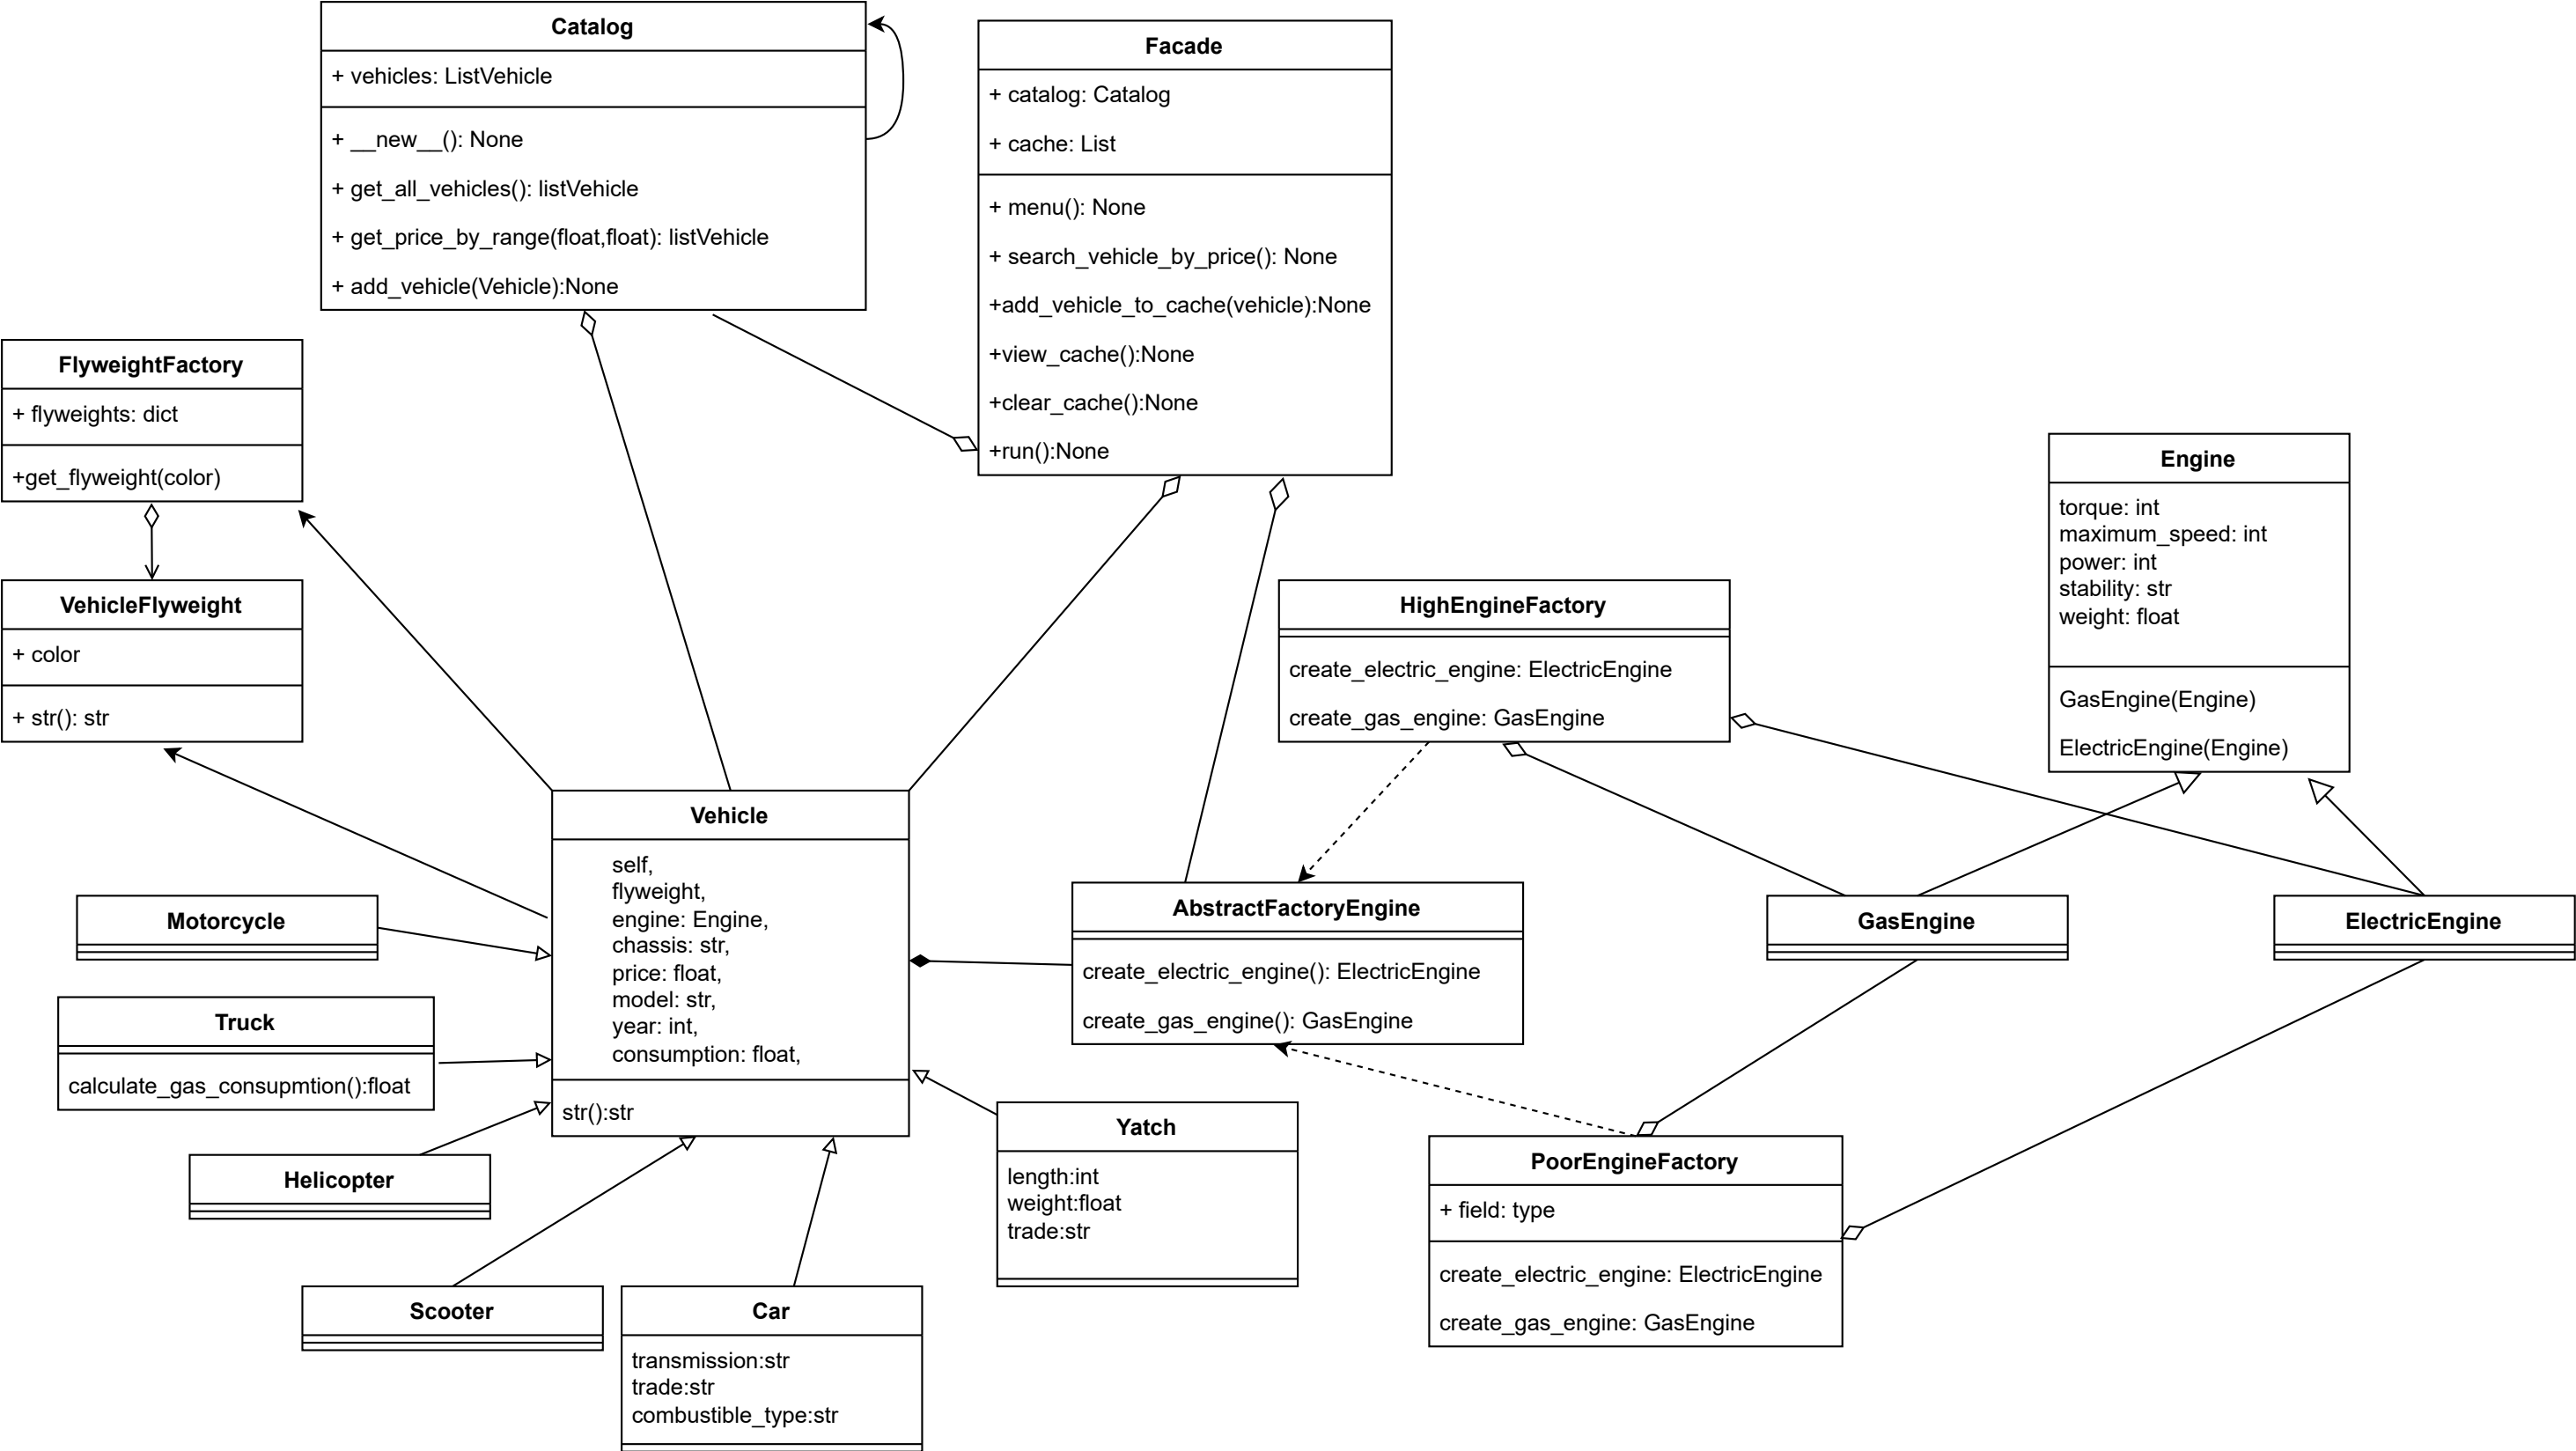 Catalog
+ vehicles: ListVehicle
+ __new__(): None
+ get_all_vehicles(): listVehicle
+ get_price_by_range(float,float): listVehicle
+ add_vehicle(Vehicle):None
Facade
+ catalog: Catalog
+ cache: List
+ menu(): None
+ search_vehicle_by_price(): None
+add_vehicle_to_cache(vehicle):None
+view_cache():None
+clear_cache():None
+run():None
FlyweightFactory
+ flyweights: dict
+get_flyweight(color)
VehicleFlyweight
+ color
+ str(): str
Engine
torque: int
maximum_speed: int
power: int
stability: str
weight: float
GasEngine(Engine)
ElectricEngine(Engine)
HighEngineFactory
create_electric_engine: ElectricEngine
create_gas_engine: GasEngine
Vehicle
self,
flyweight,
engine: Engine,
chassis: str,
price: float,
model: str,
year: int,
consumption: float,
str():str
AbstractFactoryEngine
create_electric_engine(): ElectricEngine
create_gas_engine(): GasEngine
GasEngine
ElectricEngine
Motorcycle
Truck
calculate_gas_consupmtion():float
Helicopter
Scooter
Car
transmission:str
trade:str
combustible_type:str
Yatch
length:int
weight:float
trade:str
PoorEngineFactory
+ field: type
create_electric_engine: ElectricEngine
create_gas_engine: GasEngine